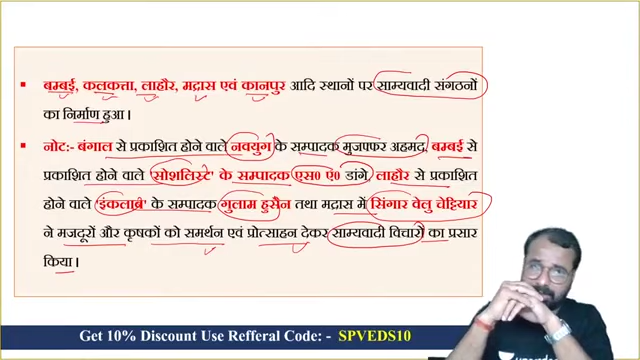 बम्बई, कलकत्ता, लाहौर, मद्रास एवं कानपुर आदि स्थानों पर साम्यवादी संगठनों
का निर्माण हुआ।
नोट:- बंगाल से प्रकाशित होने वाले नवयुग के सम्पादक मुजफ्फर अहमद, बम्बई से
प्रकाशित होने वाले 'सोशलिस्ट' के सम्पादक एस0 ए0 डांगे, लाहौर से प्रकाशित
होने वाले 'इंकलाब' के सम्पादक गुलाम हुसैन तथा मद्रास में सिंगार वेलु चेट्टियार
ने मजदूरों और कृषकों को समर्थन एवं प्रोत्साहन देकर साम्यवादी विचारों का प्रसार
किया।
Get 10% Discount Use Refferal Code: - SPVEDS10